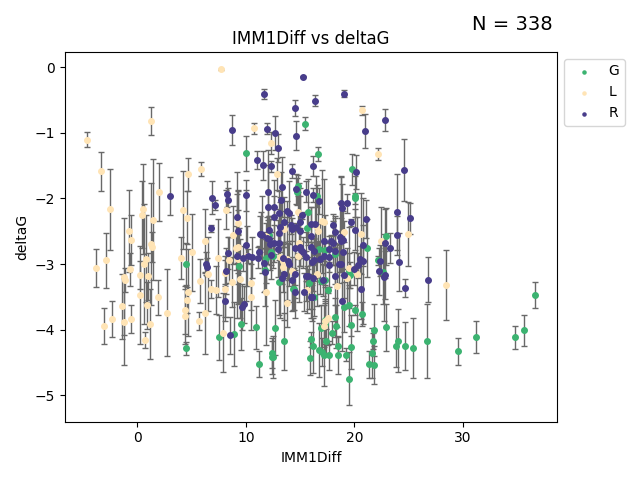 N = 338
IMM1Diff vs deltaG
G
L
R
0
−1
−2
−3
−4
−5
deltaG
0 10 20 30
IMM1Diff